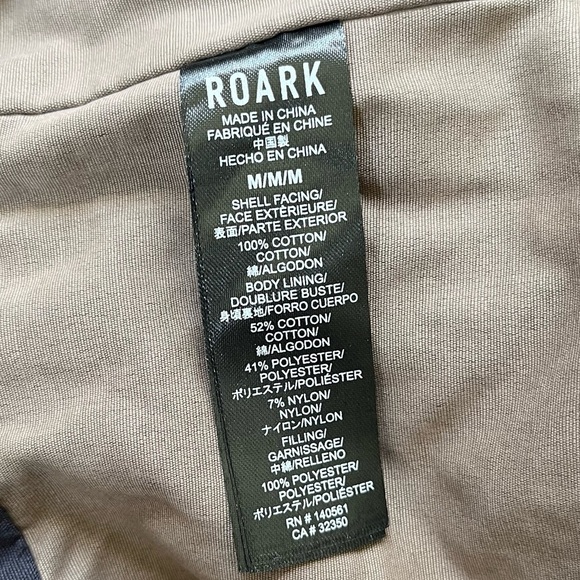 ROARK
MADE IN CHINA
FABRIQUÉ EN CHINE
中国製
HECHO EN CHINA
M/M/M
SHELL FACING/
FACE EXTÉRIEURE/
表面/PARTE EXTERIOR
100% COTTON/
COTTON/
綿/ALGODON
BODY LINING/
DOUBLURE BUSTE/
身頃裏地/FORRO CUERPO
52% COTTON/
COTTON/
綿/ALGODON
41% POLYESTER/
POLYESTER/
ポリエステル/POLIÉSTER
7% NYLON/
NYLON/
ナイロン/NYLON
FILLING/
GARNISSAGE/
中綿/RELLENO
100% POLYESTER/
POLYESTER/
ポリエステル/POLIÉSTER
RN # 140561
CA# 32350